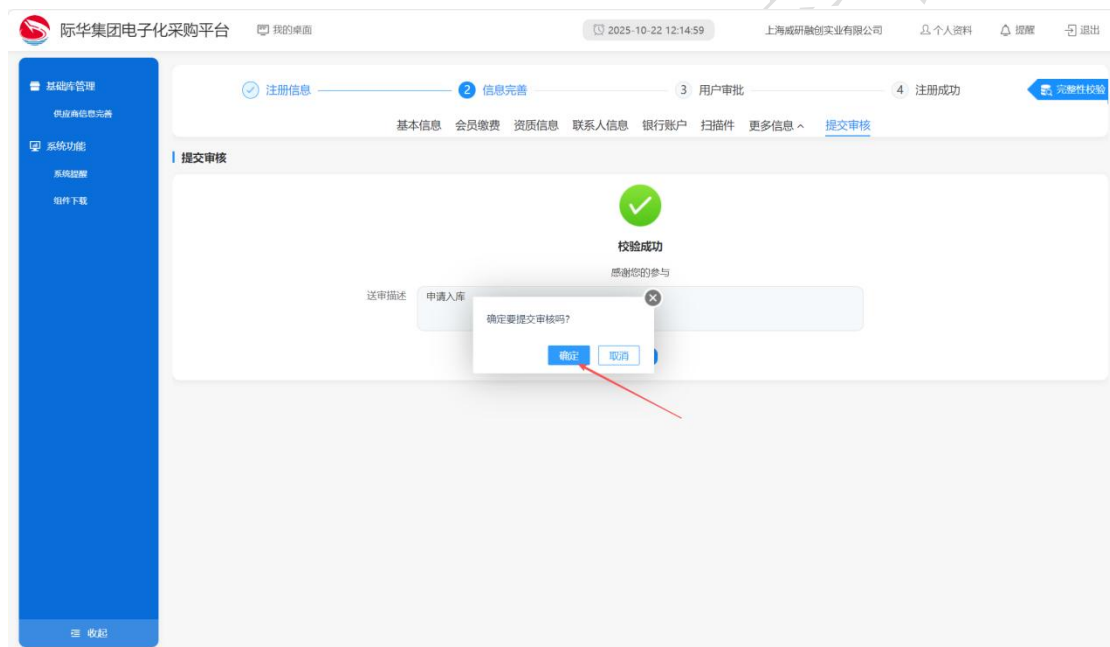 际华集团电子化采购平台 我的桌面 2025-10-22 12:14:59 上海威研融创实业有限公司 个人资料 提醒 退出
基础库管理
供应商信息完善
系统功能
系统提醒
组件下载
收起
注册信息 2 信息完善 3 用户审批 4 注册成功 完整性校验
基本信息 会员缴费 资质信息 联系人信息 银行账户 扫描件 更多信息 提交审核
提交审核
校验成功
感谢您的参与
送审描述 申请入库
确定要提交审核吗?
确定 取消